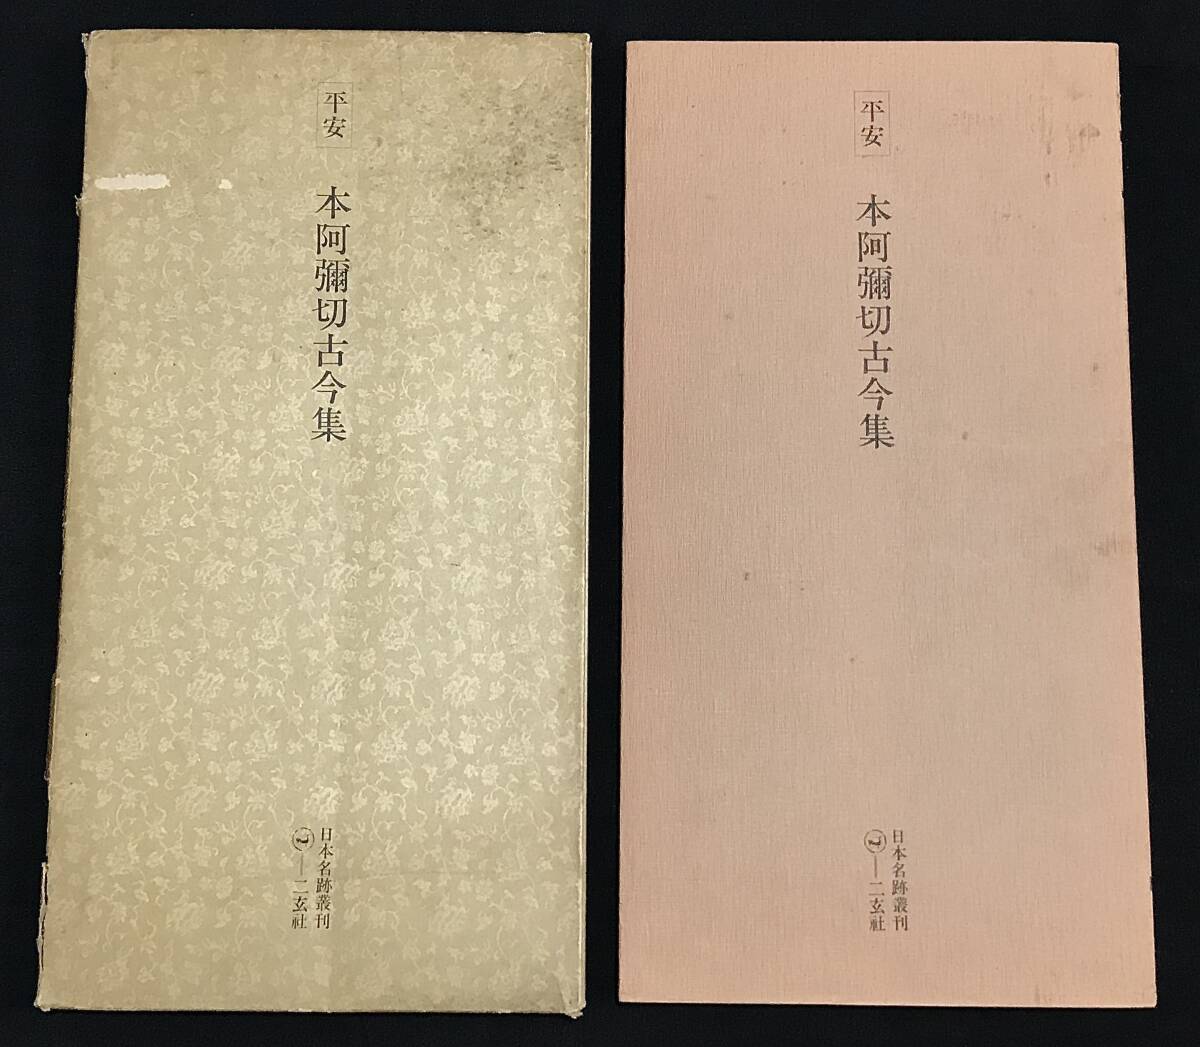 平安
本阿彌切古今集
日本名跡叢刊
二玄社
平安
本阿彌切古今集
日本名跡叢刊
二玄社